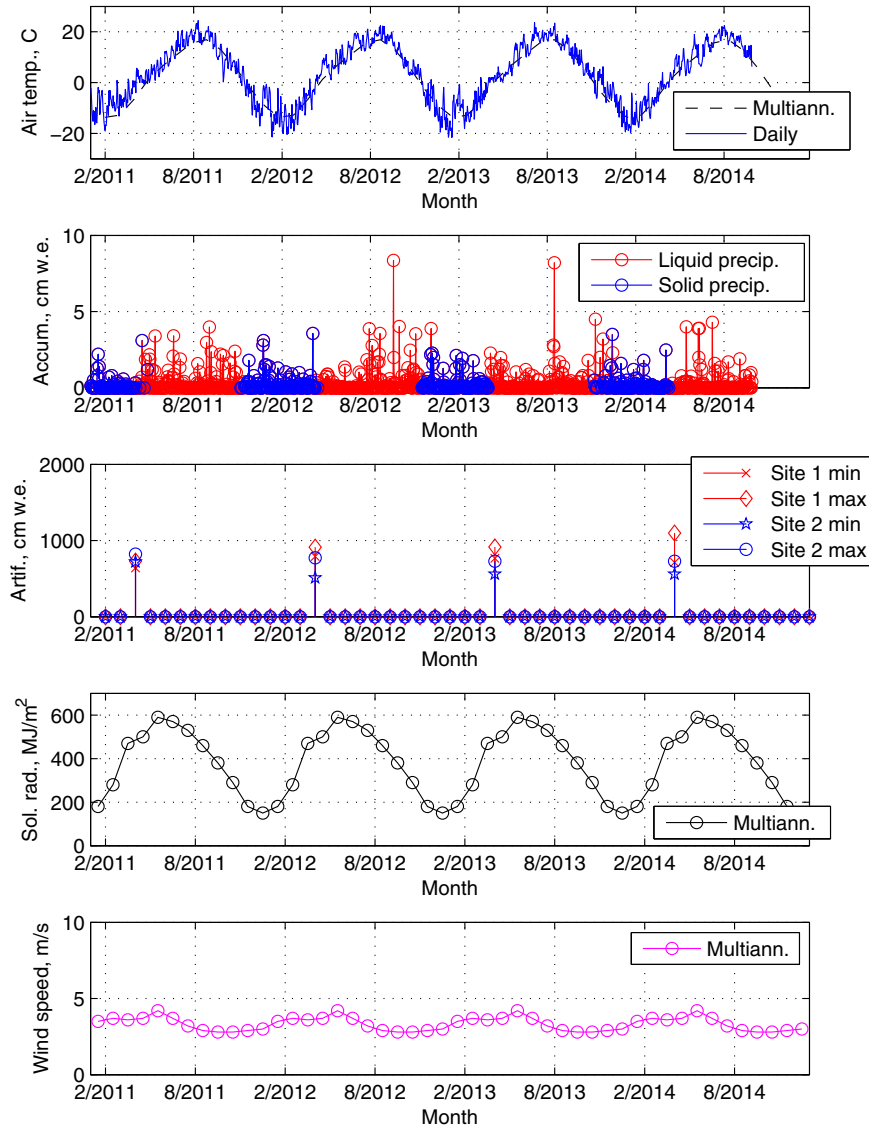 Air temp., C
20
0
−20
Multiann.
Daily
2/2011 8/2011 2/2012 8/2012 2/2013 8/2013 2/2014 8/2014
Month
Accum., cm w.e.
10
5
0
Liquid precip.
Solid precip.
2/2011 8/2011 2/2012 8/2012 2/2013 8/2013 2/2014 8/2014
Month
Artif., cm w.e.
2000
1000
0
Site 1 min
Site 1 max
Site 2 min
Site 2 max
2/2011 8/2011 2/2012 8/2012 2/2013 8/2013 2/2014 8/2014
Month
Sol. rad., MJ/m²
600
400
200
0
Multiann.
2/2011 8/2011 2/2012 8/2012 2/2013 8/2013 2/2014 8/2014
Month
Wind speed, m/s
10
5
0
Multiann.
2/2011 8/2011 2/2012 8/2012 2/2013 8/2013 2/2014 8/2014
Month